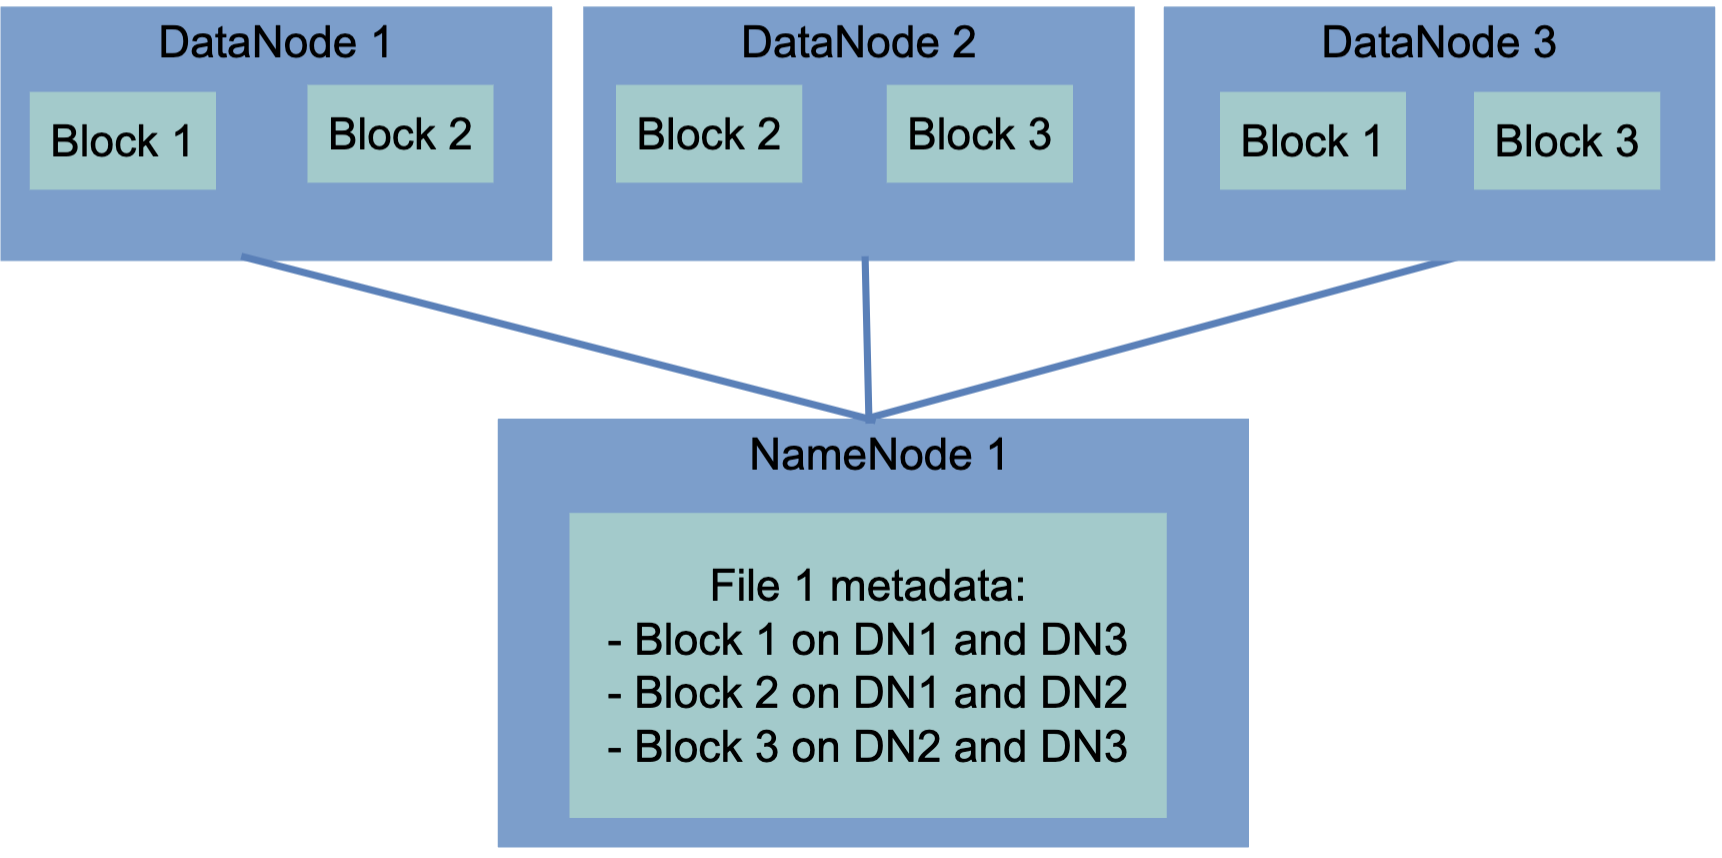 DataNode 1
Block 1
Block 2
DataNode 2
Block 2
Block 3
DataNode 3
Block 1
Block 3
NameNode 1
File 1 metadata:
- Block 1 on DN1 and DN3
- Block 2 on DN1 and DN2
- Block 3 on DN2 and DN3